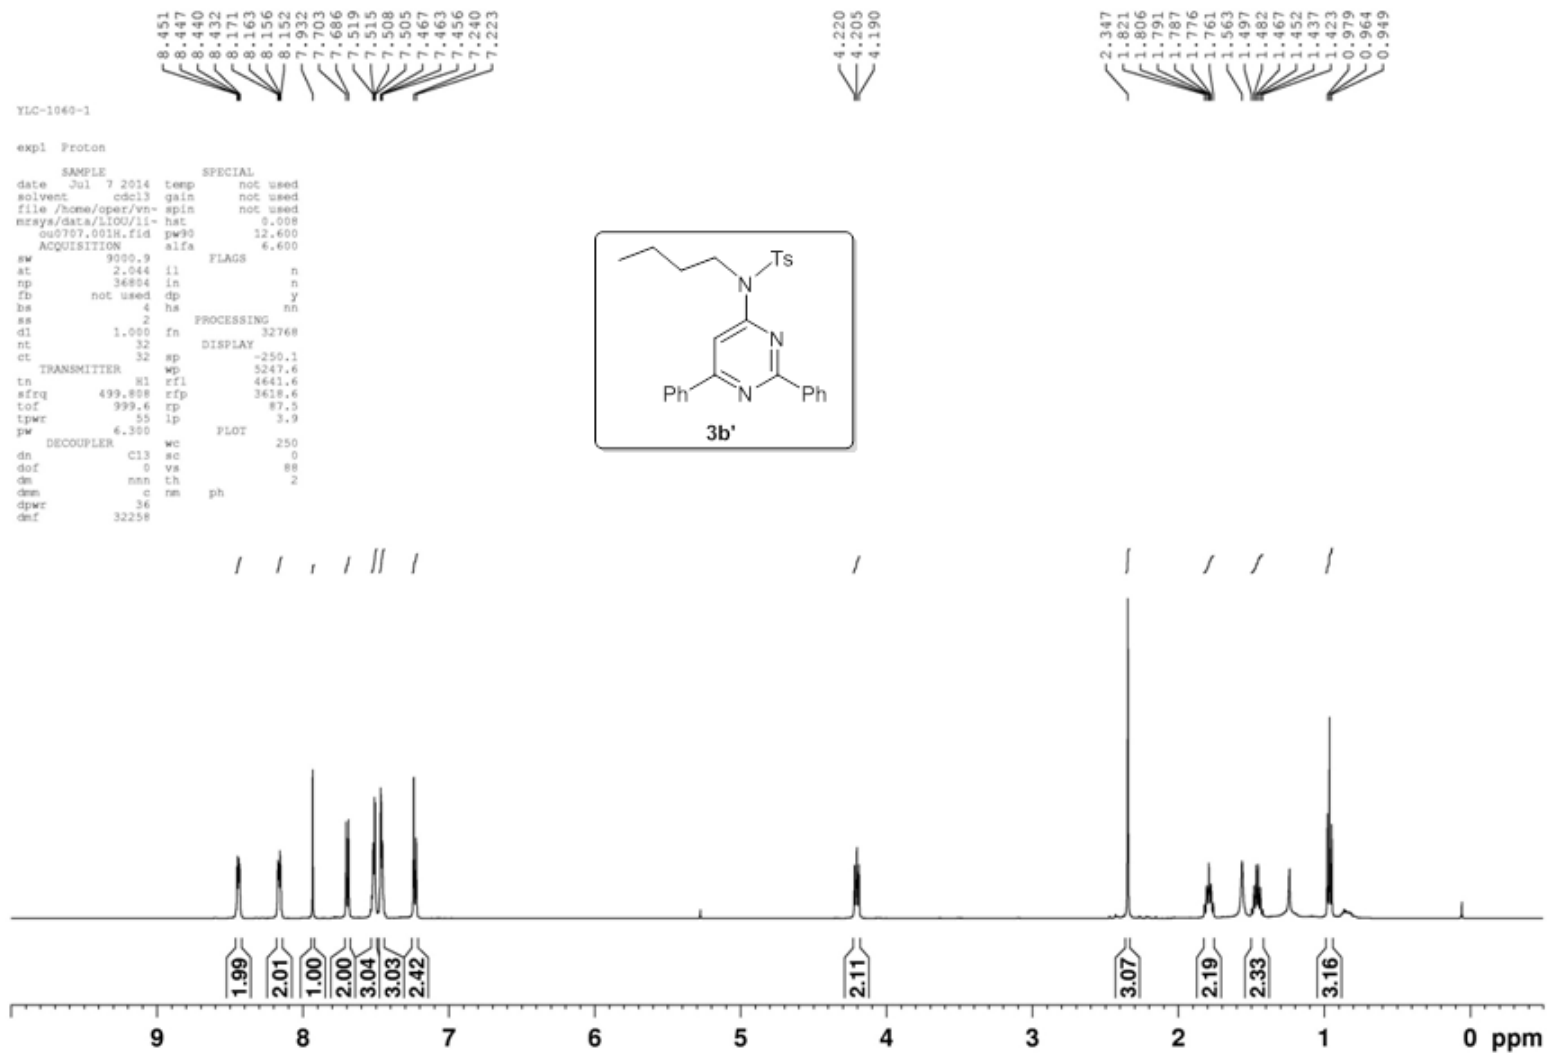 8.451 8.447 8.440 8.432 8.171 8.163 8.156 8.152 7.932 7.703 7.686 7.519 7.515 7.508 7.505 7.467 7.463 7.456 7.240 7.223
4.220 4.205 4.190
2.347 1.821 1.806 1.791 1.787 1.776 1.761 1.563 1.497 1.482 1.467 1.452 1.437 1.423 0.979 0.964 0.949
YLC-1060-1
exp1 Proton
SAMPLE SPECIAL
date Jul 7 2014 temp not used
solvent cdcl3 gain not used
file /home/oper/vn- spin not used
mrsys/data/LIOU/li- hst 0.008
ou0707.001H.fid pw90 12.600
ACQUISITION alfa 6.600
sw 9000.9 FLAGS
at 2.044 il n
np 36804 in n
fb not used dp y
bs 4 hs nn
ss 2 PROCESSING
d1 1.000 fn 32768
nt 32 DISPLAY
ct 32 sp -250.1
TRANSMITTER wp 5247.6
tn H1 rfl 4641.6
sfrq 499.808 rfp 3618.6
tof 999.6 rp 87.5
tpwr 55 lp 3.9
pw 6.300 PLOT
DECOUPLER wc 250
dn C13 sc 0
dof 0 vs 88
dm nnn th 2
dmm c nm ph
dpwr 36
dmf 32258
Ts
N
N
Ph N Ph
3b'
1.99 2.01 1.00 2.00 3.04 3.03 2.42 2.11 3.07 2.19 2.33 3.16
9 8 7 6 5 4 3 2 1 0 ppm